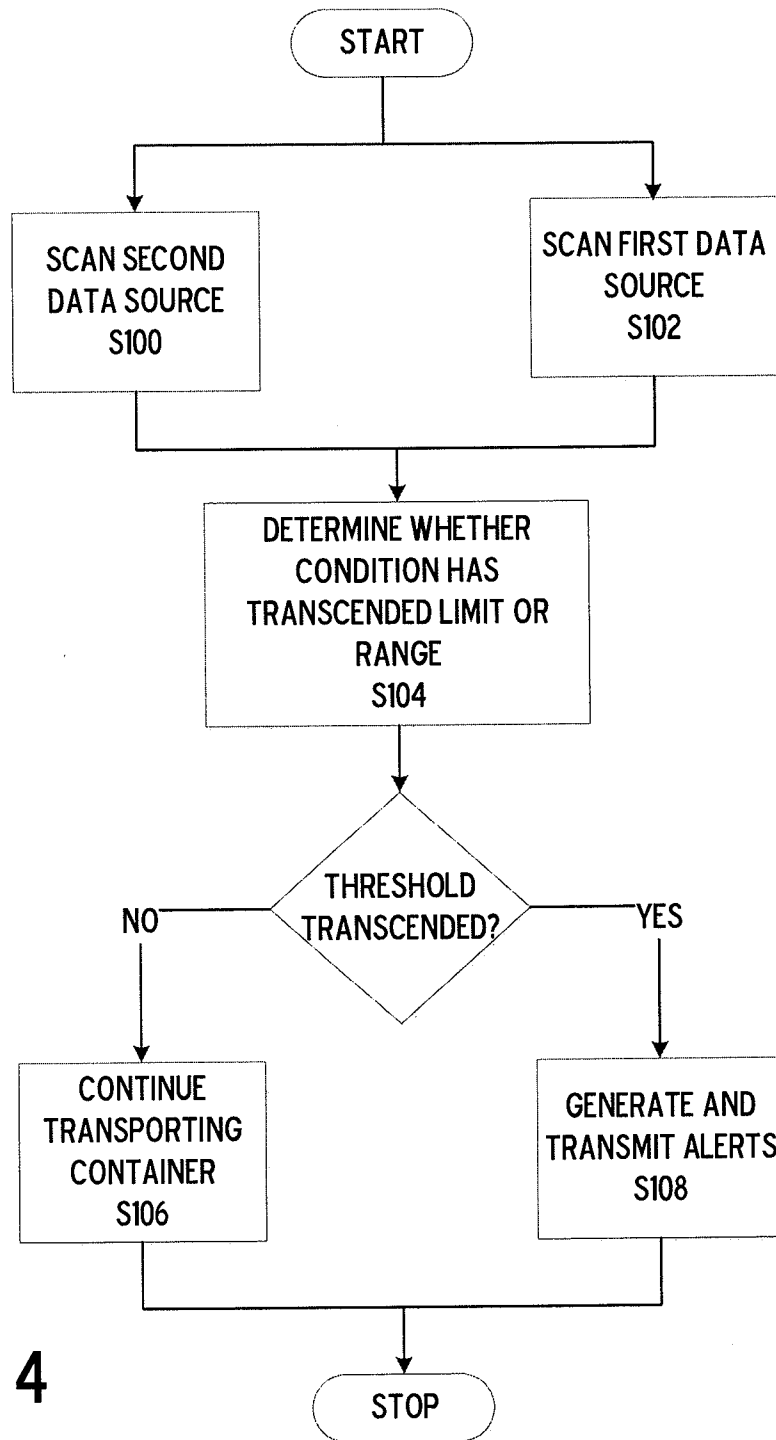 START
SCAN SECOND
DATA SOURCE
S100
SCAN FIRST DATA
SOURCE
S102
DETERMINE WHETHER
CONDITION HAS
TRANSCENDED LIMIT OR
RANGE
S104
THRESHOLD
TRANSCENDED?
NO
YES
CONTINUE
TRANSPORTING
CONTAINER
S106
GENERATE AND
TRANSMIT ALERTS
S108
4
STOP